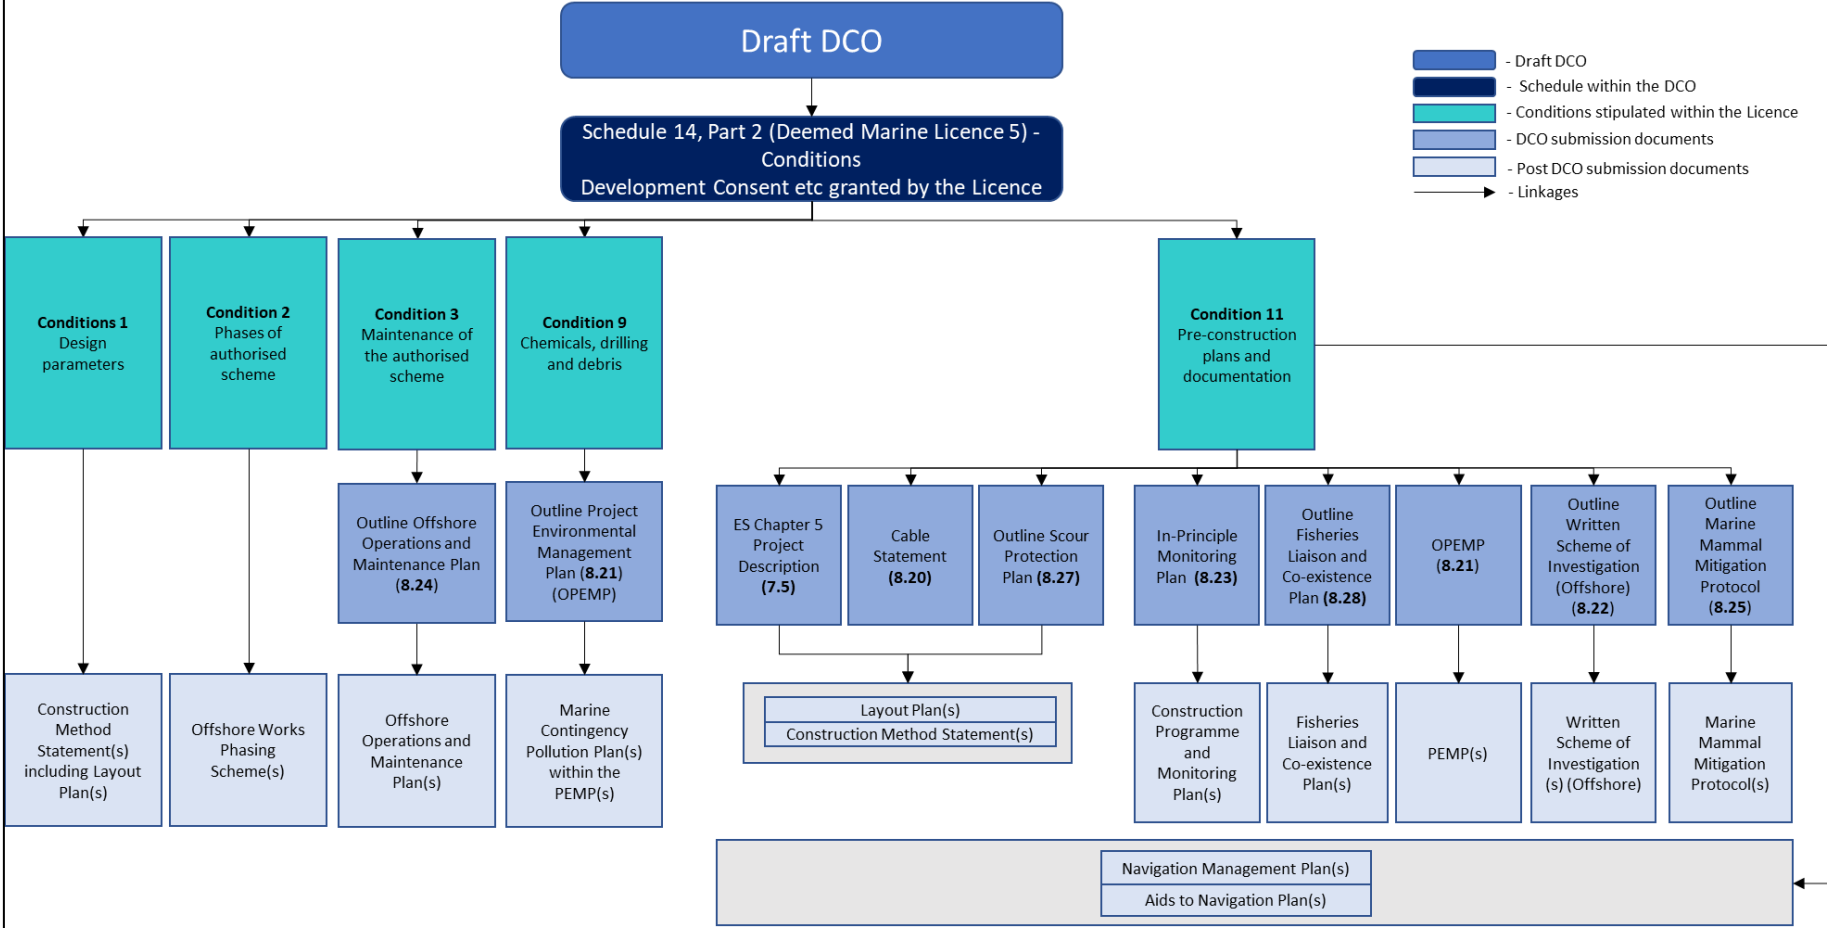 Draft DCO
- Draft DCO
- Schedule within the DCO
- Conditions stipulated within the Licence
- DCO submission documents
- Post DCO submission documents
- Linkages
Schedule 14, Part 2 (Deemed Marine Licence 5) -
Conditions
Development Consent etc granted by the Licence
Conditions 1
Design
parameters
Condition 2
Phases of
authorised
scheme
Condition 3
Maintenance of
the authorised
scheme
Condition 9
Chemicals, drilling
and debris
Condition 11
Pre-construction
plans and
documentation
Outline Offshore
Operations and
Maintenance Plan
(8.24)
Outline Project
Environmental
Management
Plan (8.21)
(OPEMP)
ES Chapter 5
Project
Description
(7.5)
Cable
Statement
(8.20)
Outline Scour
Protection
Plan (8.27)
In-Principle
Monitoring
Plan (8.23)
Outline
Fisheries
Liaison and
Co-existence
Plan (8.28)
OPEMP
(8.21)
Outline
Written
Scheme of
Investigation
(Offshore)
(8.22)
Outline
Marine
Mammal
Mitigation
Protocol
(8.25)
Construction
Method
Statement(s)
including Layout
Plan(s)
Offshore Works
Phasing
Scheme(s)
Offshore
Operations and
Maintenance
Plan(s)
Marine
Contingency
Pollution Plan(s)
within the
PEMP(s)
Layout Plan(s)
Construction Method Statement(s)
Construction
Programme
and
Monitoring
Plan(s)
Fisheries
Liaison and
Co-existence
Plan(s)
PEMP(s)
Written
Scheme of
Investigation
(s) (Offshore)
Marine
Mammal
Mitigation
Protocol(s)
Navigation Management Plan(s)
Aids to Navigation Plan(s)